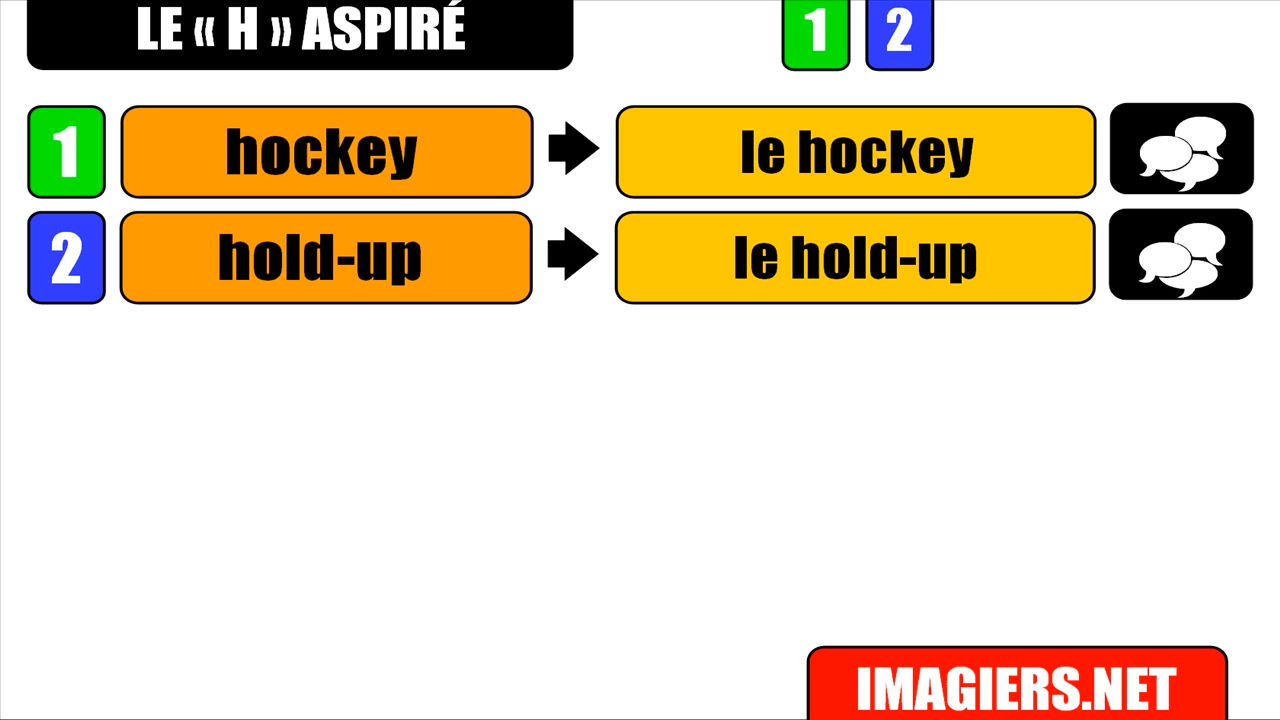 LE « H » ASPIRÉ
1 2
1 hockey le hockey
2 hold-up le hold-up
IMAGIERS.NET